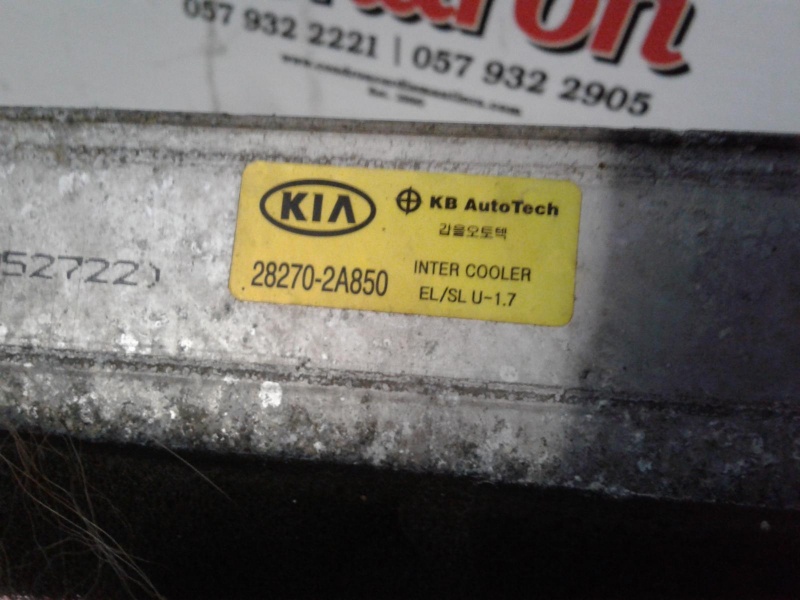 057 932 2221 | 057 932 2905
KIA
KB AutoTech
갑을오토텍
28270-2A850
INTER COOLER
EL/SL U-1.7
52722)